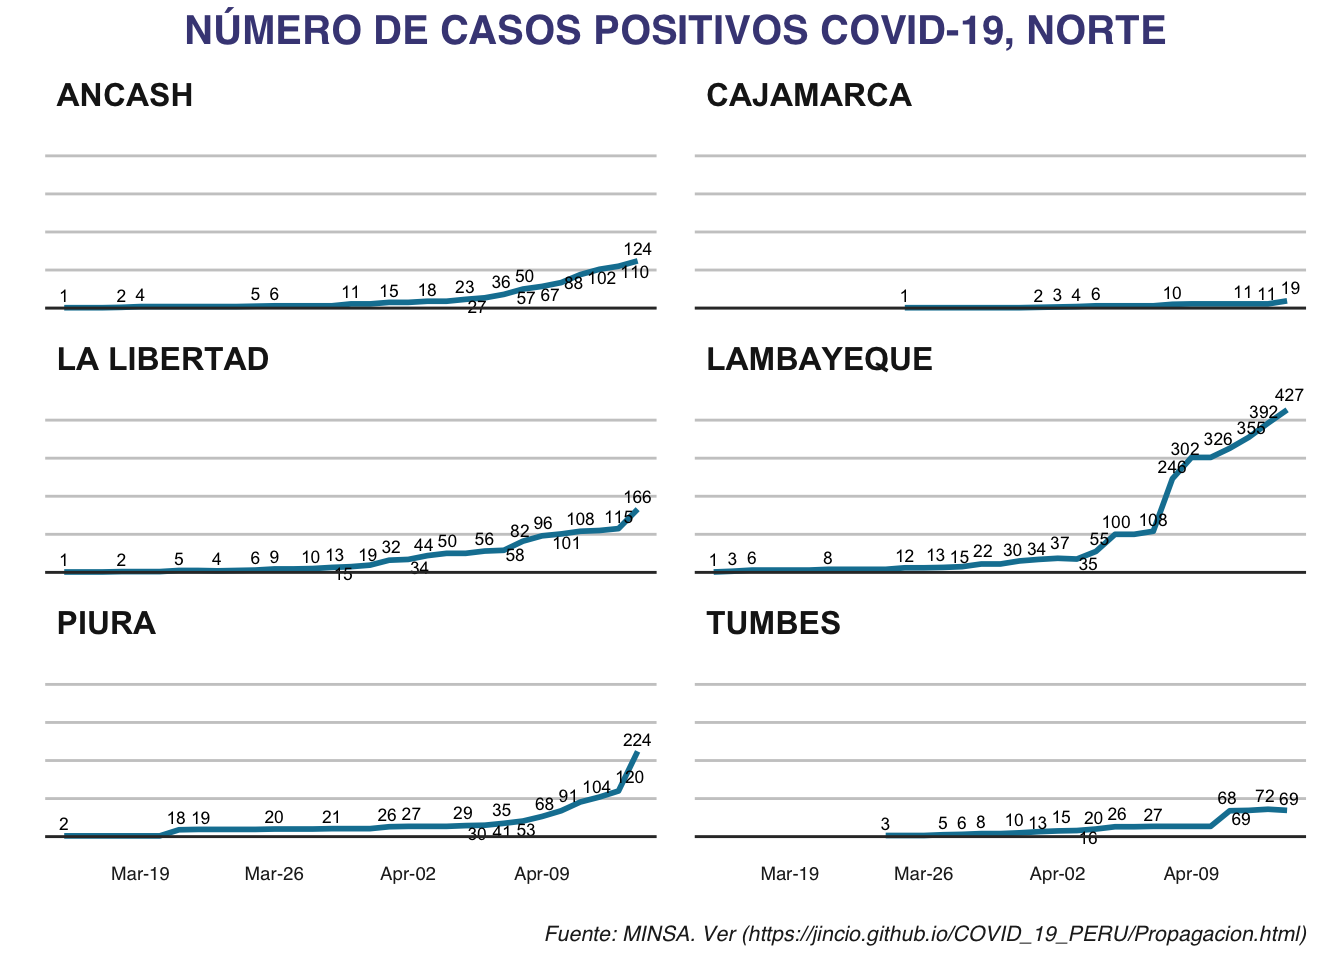 NÚMERO DE CASOS POSITIVOS COVID-19, NORTE
ANCASH
1 2 4 5 6 11 15 18 23 27 36 50 57 67 88 102 110 124
CAJAMARCA
1 2 3 4 6 10 11 11 19
LA LIBERTAD
1 2 5 4 6 9 10 13 15 19 32 34 44 50 56 58 82 96 101 108 115 166
LAMBAYEQUE
1 3 6 8 12 13 15 22 30 34 37 35 55 100 108 246 302 326 355 392 427
PIURA
2 18 19 20 21 26 27 29 30 35 41 53 68 91 104 120 224
TUMBES
3 5 6 8 10 13 15 16 20 26 27 68 69 72 69
Mar-19 Mar-26 Apr-02 Apr-09
Mar-19 Mar-26 Apr-02 Apr-09
Fuente: MINSA. Ver (https://jincio.github.io/COVID_19_PERU/Propagacion.html)